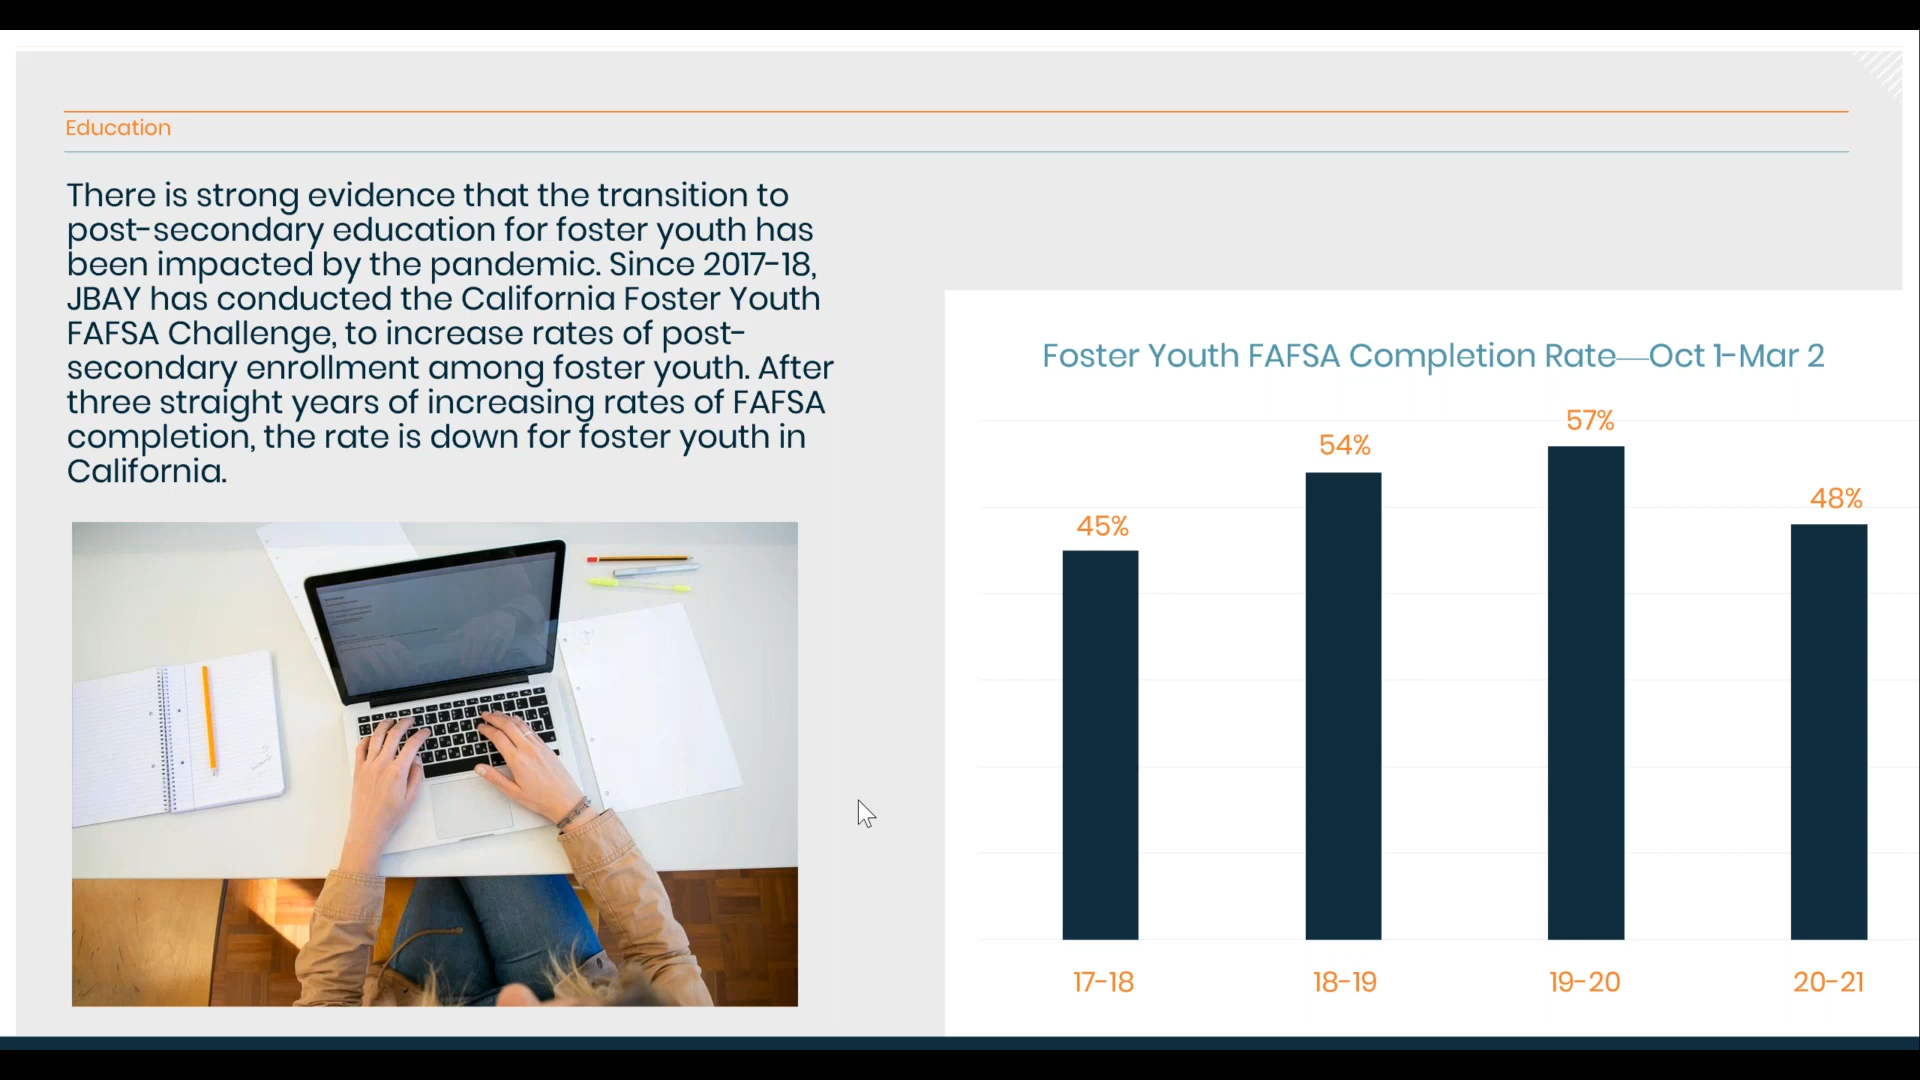 Education
There is strong evidence that the transition to
post-secondary education for foster youth has
been impacted by the pandemic. Since 2017-18,
JBAY has conducted the California Foster Youth
FAFSA Challenge, to increase rates of post-
secondary enrollment among foster youth. After
three straight years of increasing rates of FAFSA
completion, the rate is down for foster youth in
California.
Foster Youth FAFSA Completion Rate—Oct 1-Mar 2
45%
54%
57%
48%
17-18
18-19
19-20
20-21